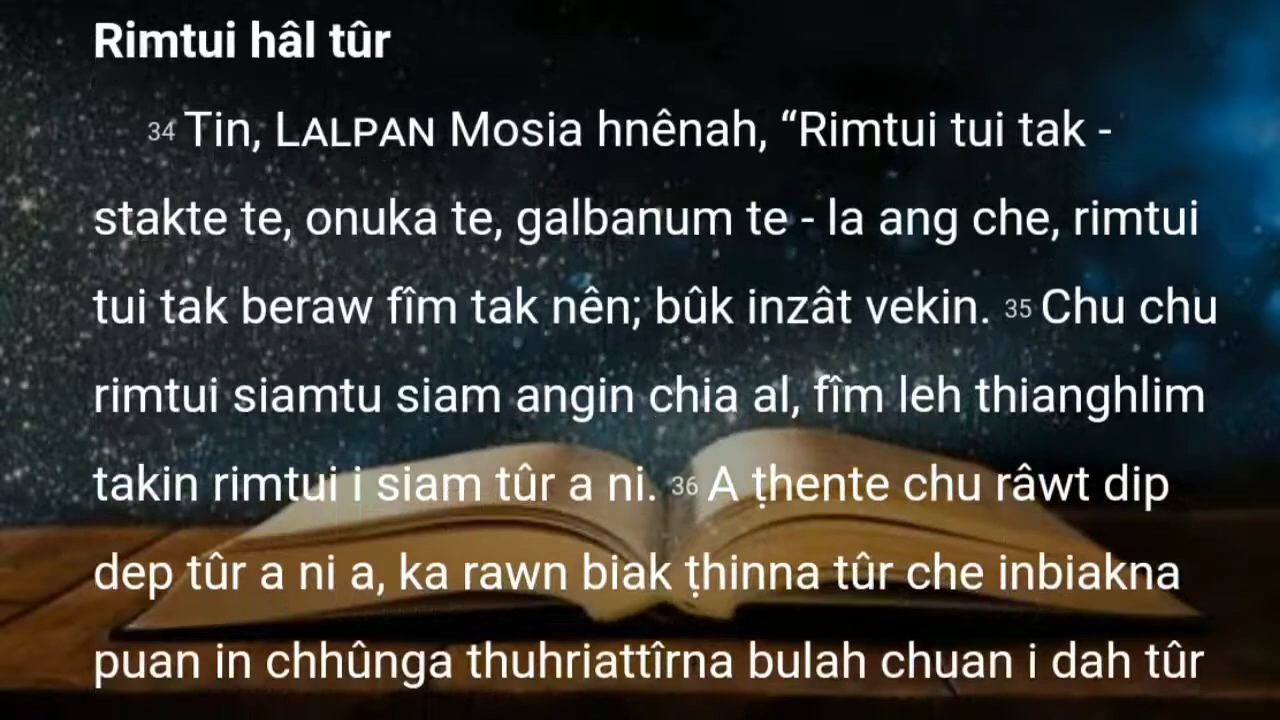 Rimtui hâl tûr
34 Tin, LALPAN Mosia hnênah, “Rimtui tui tak -
stakte te, onuka te, galbanum te - la ang che, rimtui
tui tak beraw fîm tak nên; bûk inzât vekin. 35 Chu chu
rimtui siamtu siam angin chia al, fîm leh thianghlim
takin rimtui i siam tûr a ni. 36 A ṭhente chu râwt dip
dep tûr a ni a, ka rawn biak ṭhinna tûr che inbiakna
puan in chhûnga thuhriattîrna bulah chuan i dah tûr